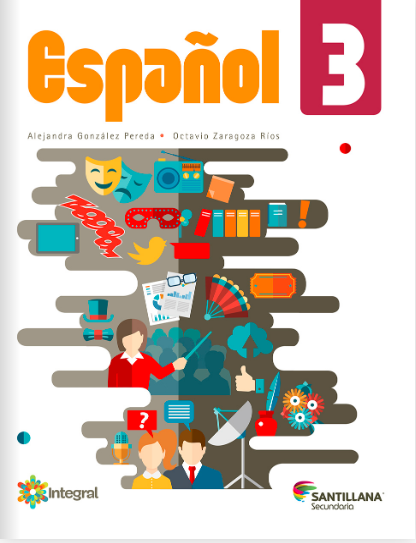 Español
3
Alejandra González Pereda • Octavio Zaragoza Ríos
?
Integral
SANTILLANA
Secundaria